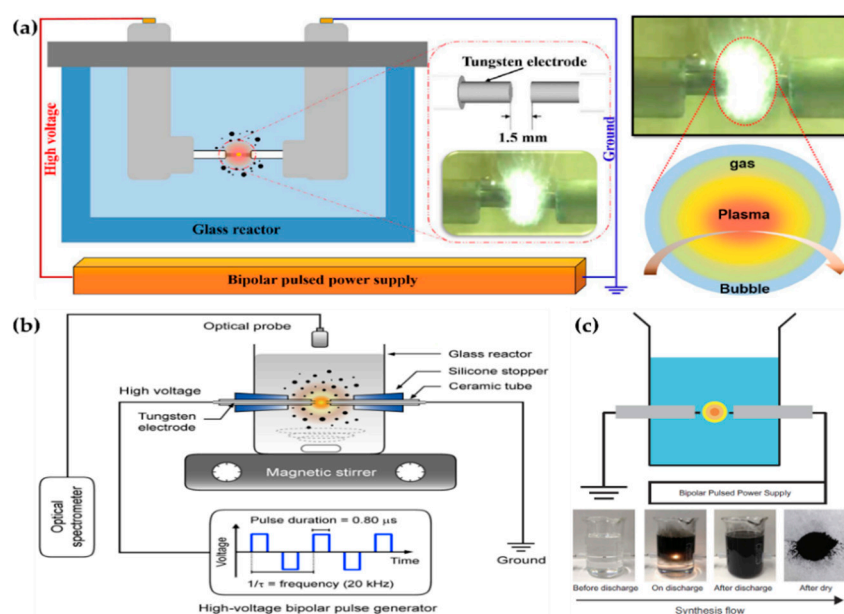 (a)
High voltage
Glass reactor
Tungsten electrode
1.5 mm
Ground
Bipolar pulsed power supply
gas
Plasma
Bubble
(b)
Optical probe
Glass reactor
Silicone stopper
Ceramic tube
High voltage
Tungsten
electrode
Magnetic stirrer
Optical
spectrometer
Pulse duration = 0.80 μs
Voltage
Time
1/τ = frequency (20 kHz)
Ground
High-voltage bipolar pulse generator
(c)
Bipolar Pulsed Power Supply
Before discharge
On discharge
After discharge
After dry
Synthesis flow